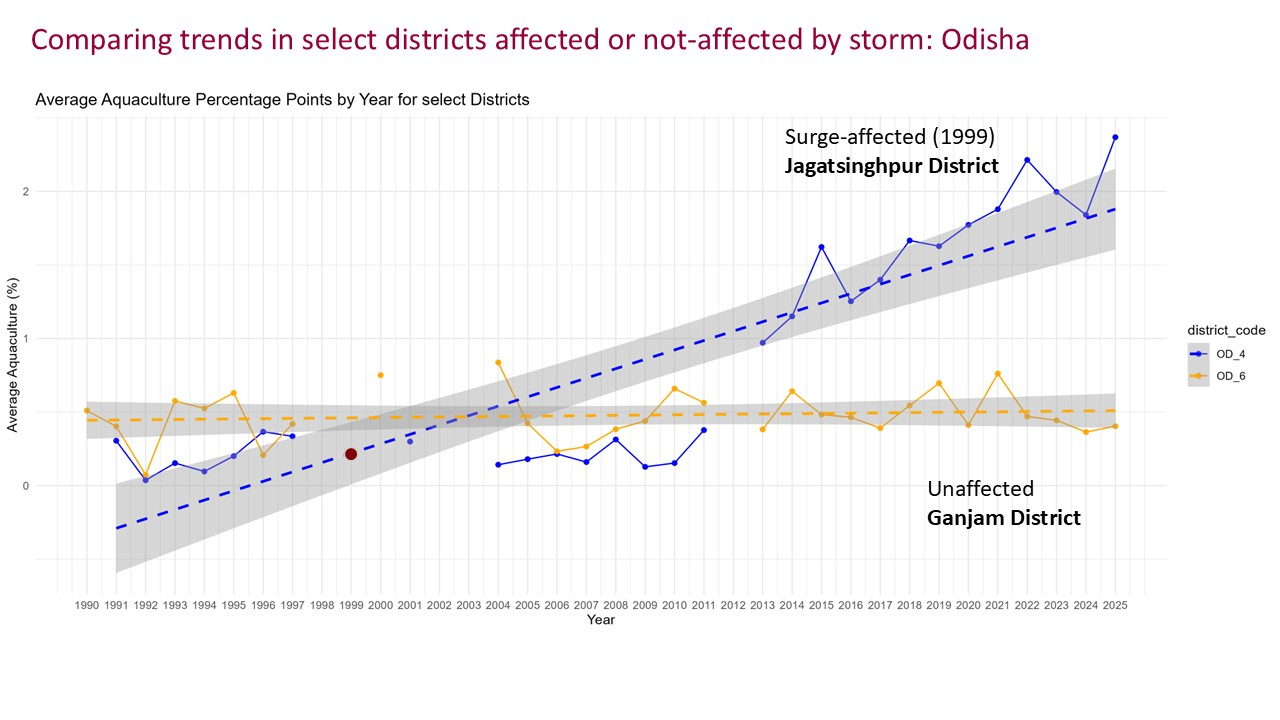 Comparing trends in select districts affected or not-affected by storm: Odisha
Average Aquaculture Percentage Points by Year for select Districts
Surge-affected (1999)
Jagatsinghpur District
Average Aquaculture (%)
2
1
0
district_code
OD_4
OD_6
Unaffected
Ganjam District
1990 1991 1992 1993 1994 1995 1996 1997 1998 1999 2000 2001 2002 2003 2004 2005 2006 2007 2008 2009 2010 2011 2012 2013 2014 2015 2016 2017 2018 2019 2020 2021 2022 2023 2024 2025
Year